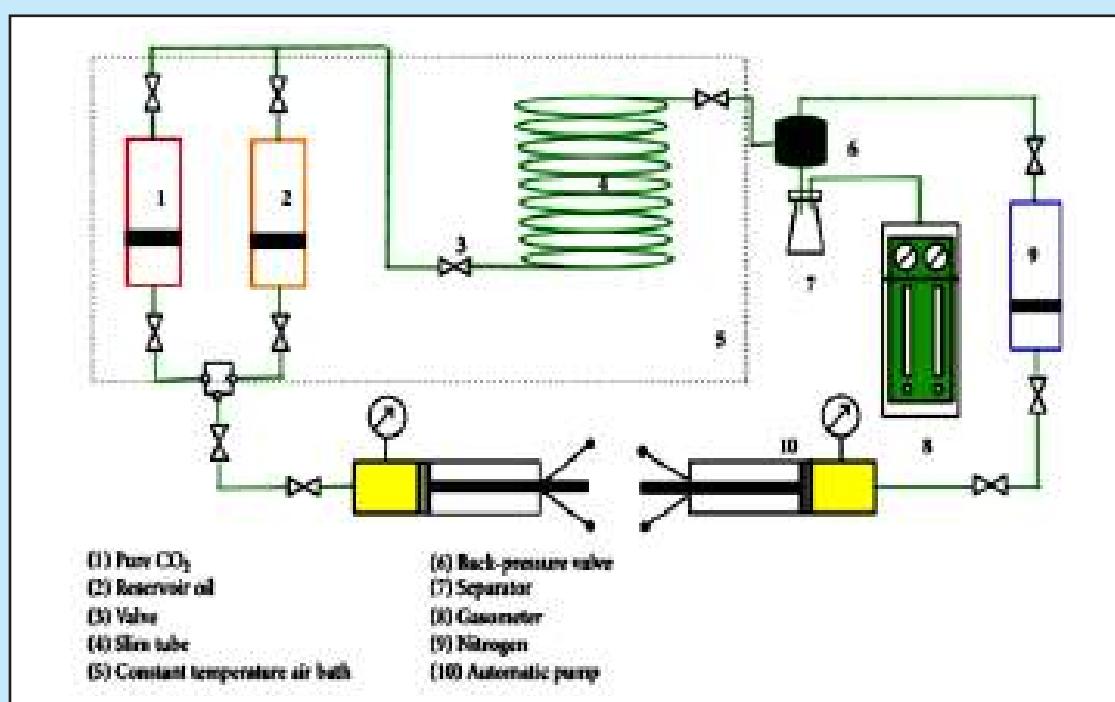 1
2
3
4
5
6
7
8
9
10
(1) Pure CO₂
(2) Reservoir oil
(3) Valve
(4) Slim tube
(5) Constant temperature air bath
(6) Back-pressure valve
(7) Separator
(8) Gasometer
(9) Nitrogen
(10) Automatic pump